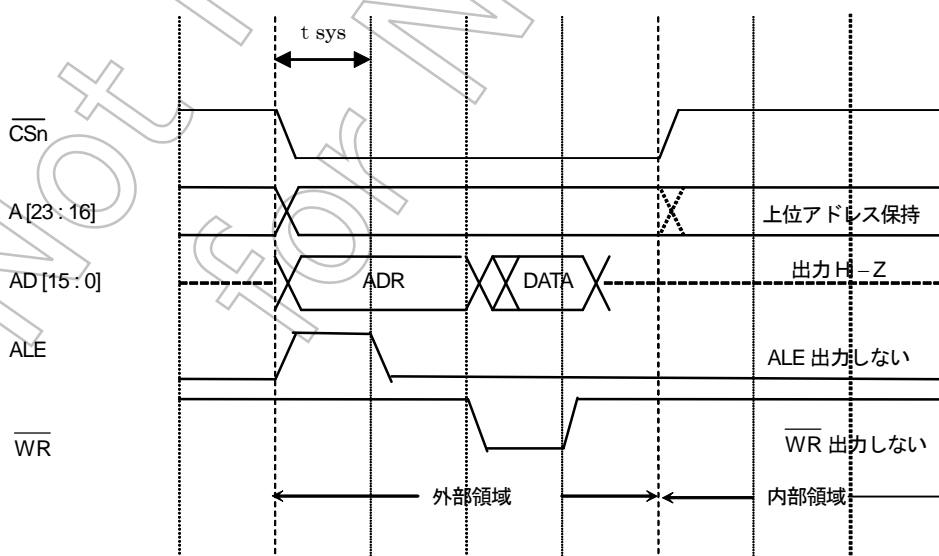 Not
for N
t sys
CSn
A [23 : 16]
上位アドレス保持
AD [15 : 0]
ADR
DATA
出力 H – Z
ALE
ALE 出力しない
WR
WR 出力しない
外部領域
内部領域